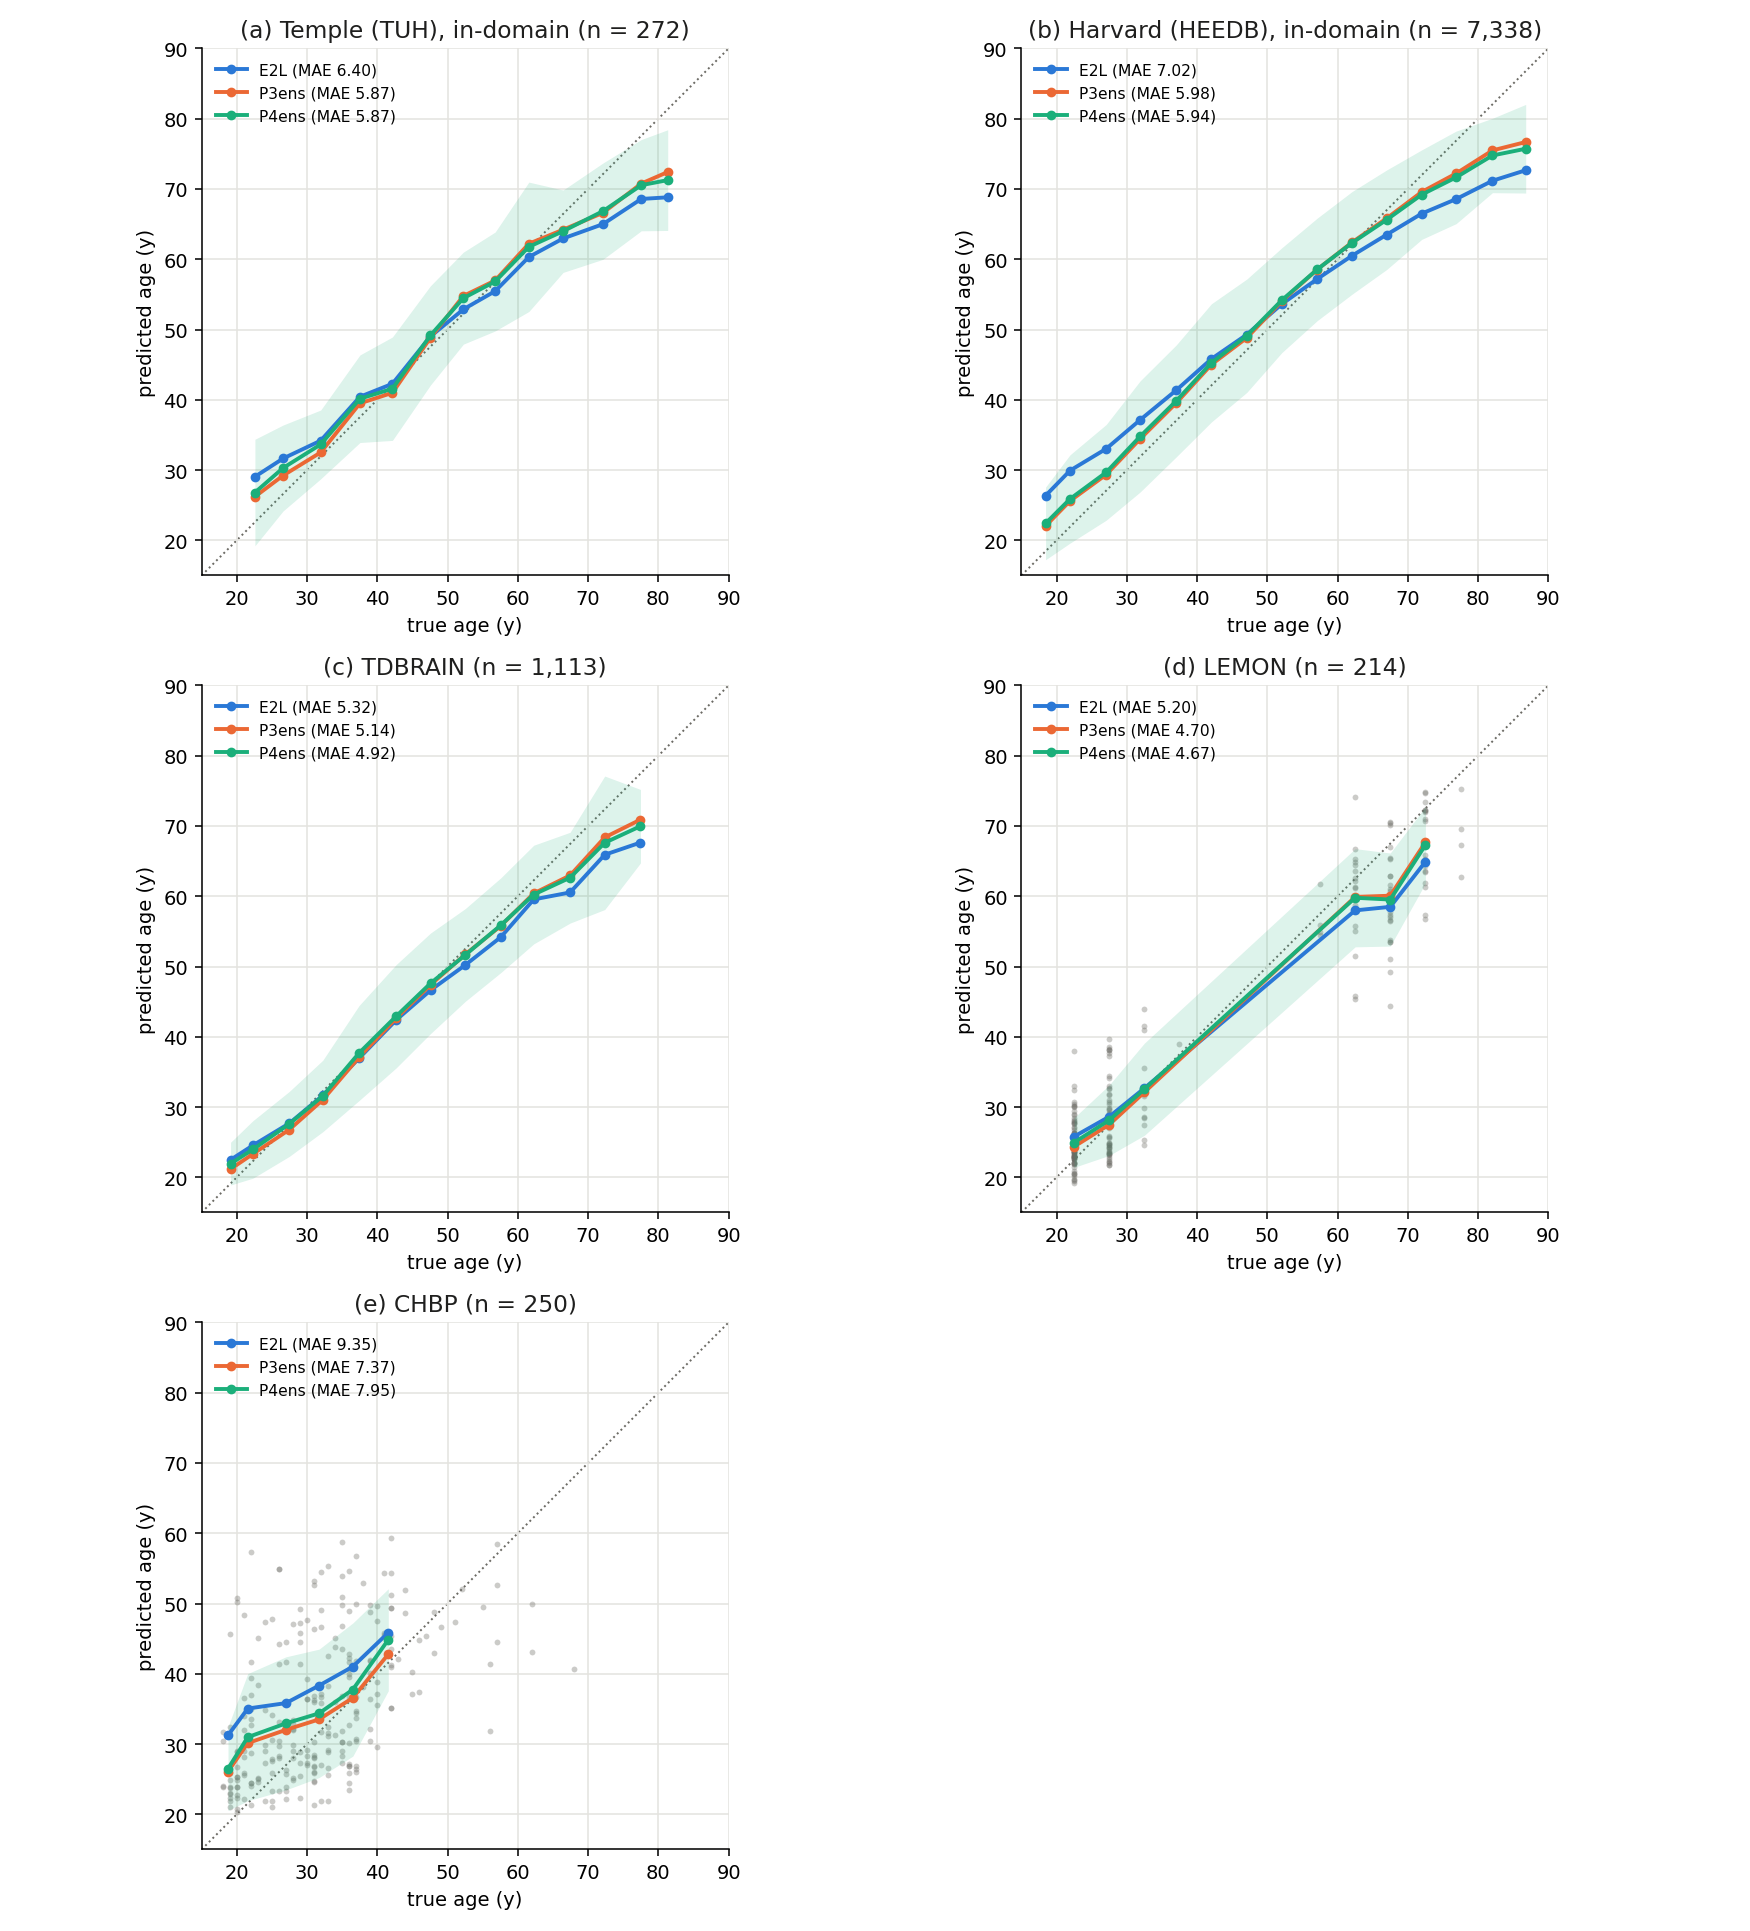 (a) Temple (TUH), in-domain (n = 272)
E2L (MAE 6.40)
P3ens (MAE 5.87)
P4ens (MAE 5.87)
90
80
70
60
50
40
30
20
predicted age (y)
20 30 40 50 60 70 80 90
true age (y)
(b) Harvard (HEEDB), in-domain (n = 7,338)
E2L (MAE 7.02)
P3ens (MAE 5.98)
P4ens (MAE 5.94)
90
80
70
60
50
40
30
20
predicted age (y)
20 30 40 50 60 70 80 90
true age (y)
(c) TDBRAIN (n = 1,113)
E2L (MAE 5.32)
P3ens (MAE 5.14)
P4ens (MAE 4.92)
90
80
70
60
50
40
30
20
predicted age (y)
20 30 40 50 60 70 80 90
true age (y)
(d) LEMON (n = 214)
E2L (MAE 5.20)
P3ens (MAE 4.70)
P4ens (MAE 4.67)
90
80
70
60
50
40
30
20
predicted age (y)
20 30 40 50 60 70 80 90
true age (y)
(e) CHBP (n = 250)
E2L (MAE 9.35)
P3ens (MAE 7.37)
P4ens (MAE 7.95)
90
80
70
60
50
40
30
20
predicted age (y)
20 30 40 50 60 70 80 90
true age (y)